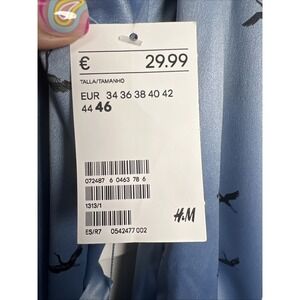 € 29.99
TALLA/TAMANHO
EUR 34 36 38 40 42
44 46
072487 6 0463 78 6
1313/1
ES/R7 0542477 002
H&M